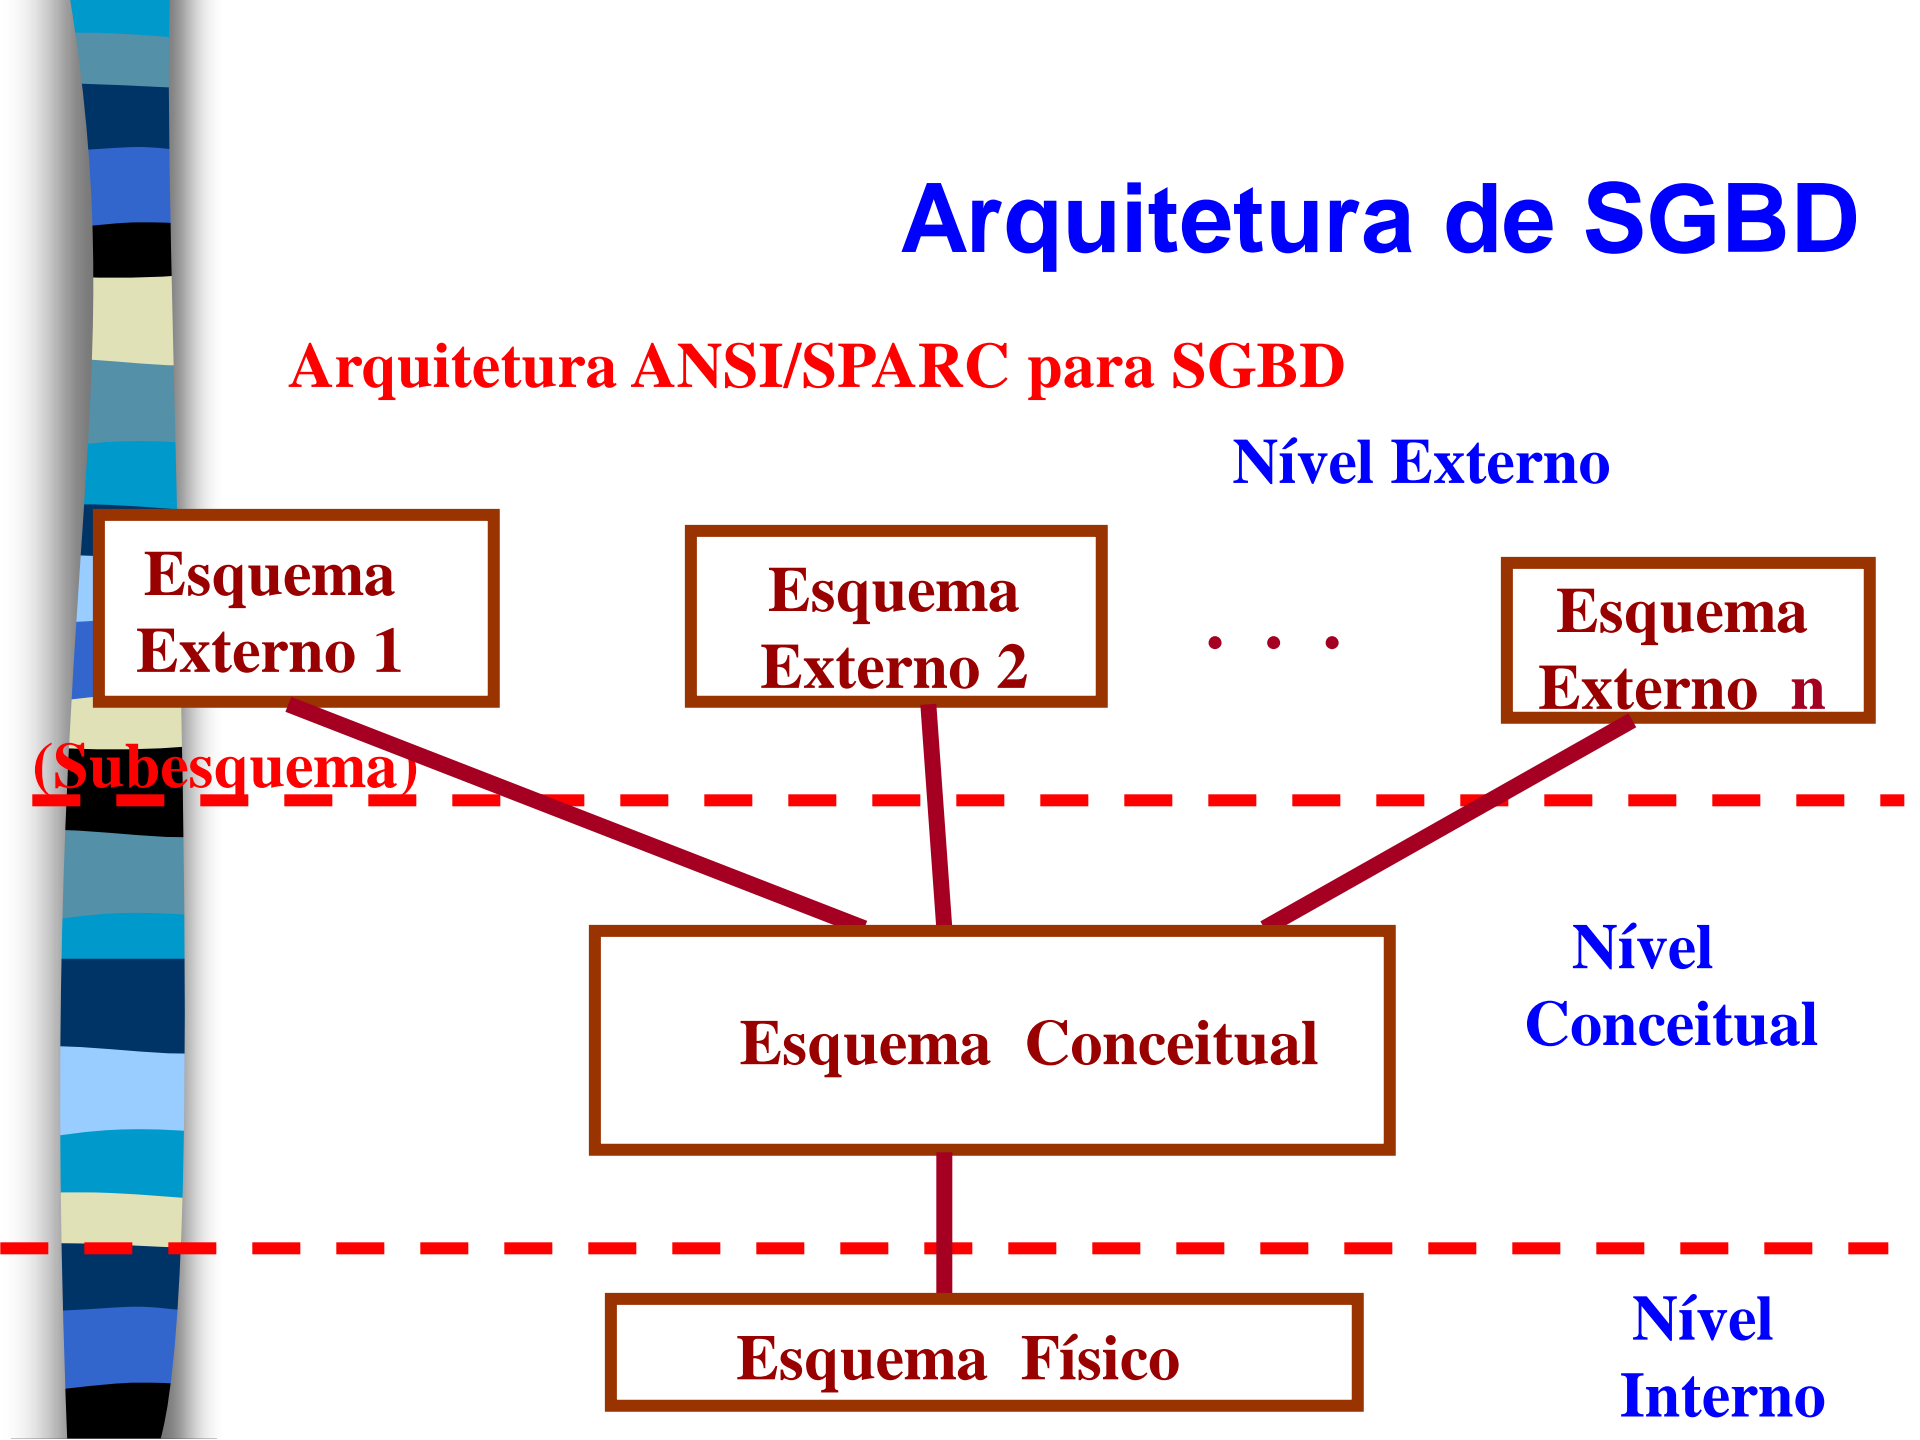 Arquitetura de SGBD
Arquitetura ANSI/SPARC para SGBD
Nível Externo
Esquema
Externo 1
Esquema
Externo 2
. . .
Esquema
Externo n
(Subesquema)
Nível
Conceitual
Esquema Conceitual
Nível
Interno
Esquema Físico